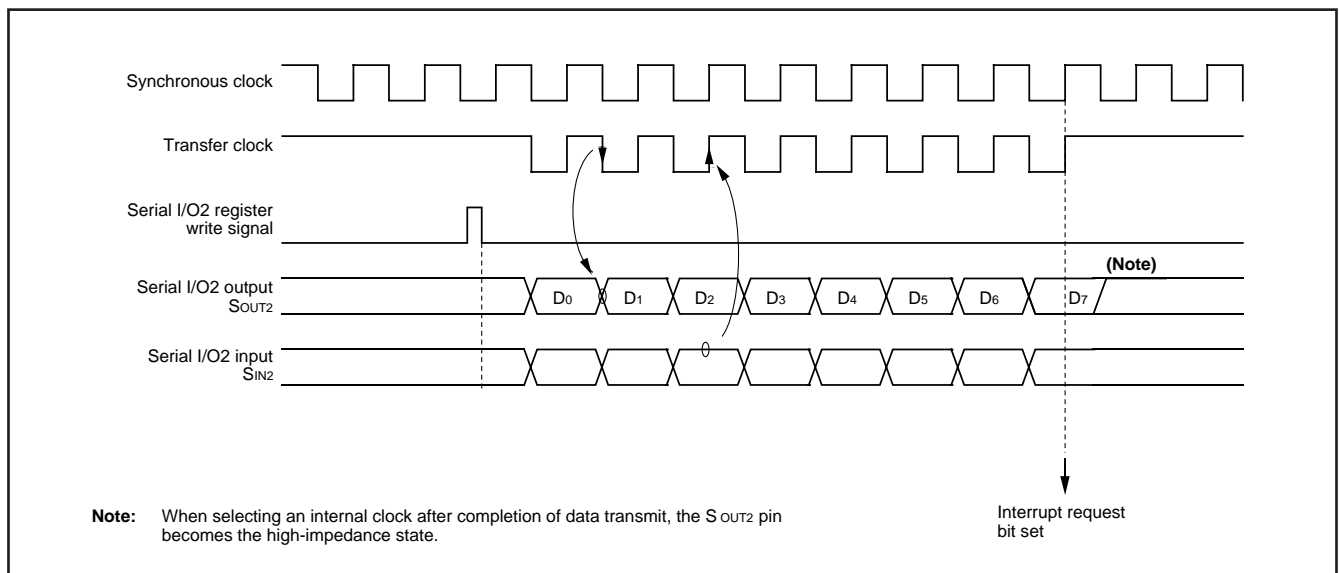 Synchronous clock
Transfer clock
Serial I/O2 register
write signal
(Note)
Serial I/O2 output
SOUT2
D0 D1 D2 D3 D4 D5 D6 D7
Serial I/O2 input
SIN2
Note: When selecting an internal clock after completion of data transmit, the S OUT2 pin
becomes the high-impedance state.
Interrupt request
bit set